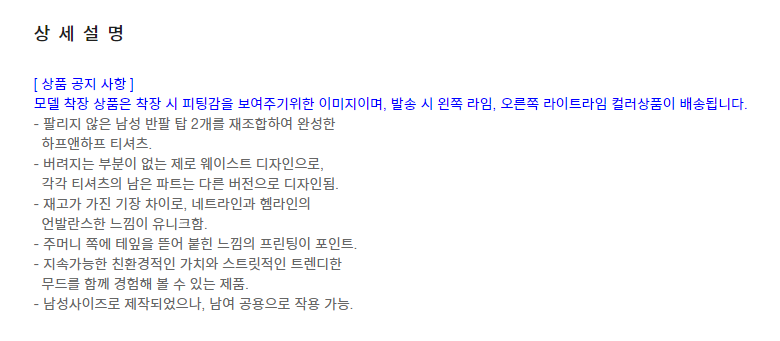 상 세 설 명
[ 상품 공지 사항 ]
모델 착장 상품은 착장 시 피팅감을 보여주기위한 이미지이며, 발송 시 왼쪽 라임, 오른쪽 라이트라임 컬러상품이 배송됩니다.
- 팔리지 않은 남성 반팔 탑 2개를 재조합하여 완성한
하프앤하프 티셔츠.
- 버려지는 부분이 없는 제로 웨이스트 디자인으로,
각각 티셔츠의 남은 파트는 다른 버전으로 디자인됨.
- 재고가 가진 기장 차이로, 네트라인과 헴라인의
언발란스한 느낌이 유니크함.
- 주머니 쪽에 테잎을 뜯어 붙힌 느낌의 프린팅이 포인트.
- 지속가능한 친환경적인 가치와 스트릿적인 트렌디한
무드를 함께 경험해 볼 수 있는 제품.
- 남성사이즈로 제작되었으나, 남여 공용으로 작용 가능.